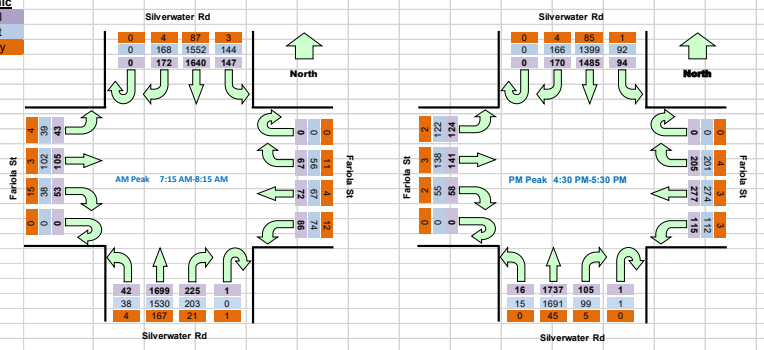 ic
Silverwater Rd
0 4 87 3
0 168 1552 144
0 172 1640 147
North
4 39 43
3 102 105
15 38 53
0 0 0
Fariola St
AM Peak 7:15 AM-8:15 AM
0 0 0
67 56 11
72 67 4
86 74 12
Fariola St
42 1699 225 1
38 1530 203 0
4 167 21 1
Silverwater Rd
Silverwater Rd
0 4 85 1
0 166 1399 92
0 170 1485 94
North
2 122 124
3 138 141
2 55 58
0 0 0
Fariola St
PM Peak 4:30 PM-5:30 PM
0 0 0
205 201 4
277 274 3
115 112 3
Fariola St
16 1737 105 1
15 1691 99 1
0 45 5 0
Silverwater Rd